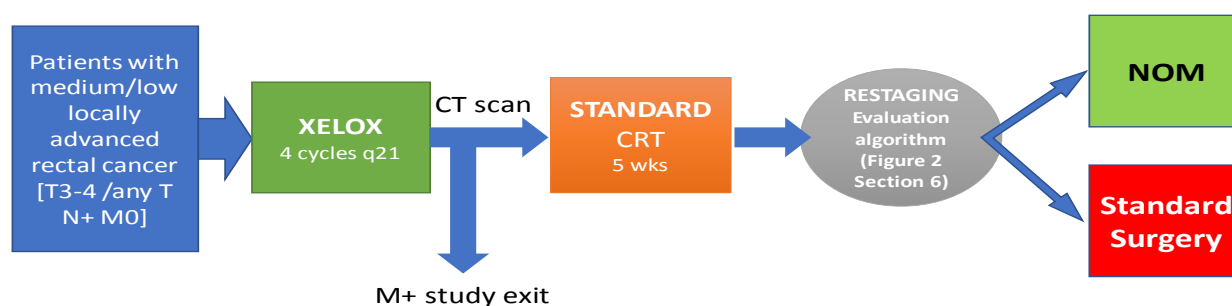 Patients with
medium/low
locally
advanced
rectal cancer
[T3-4 /any T
N+ M0]
XELOX
4 cycles q21
CT scan
M+ study exit
STANDARD
CRT
5 wks
RESTAGING
Evaluation
algorithm
(Figure 2
Section 6)
NOM
Standard
Surgery